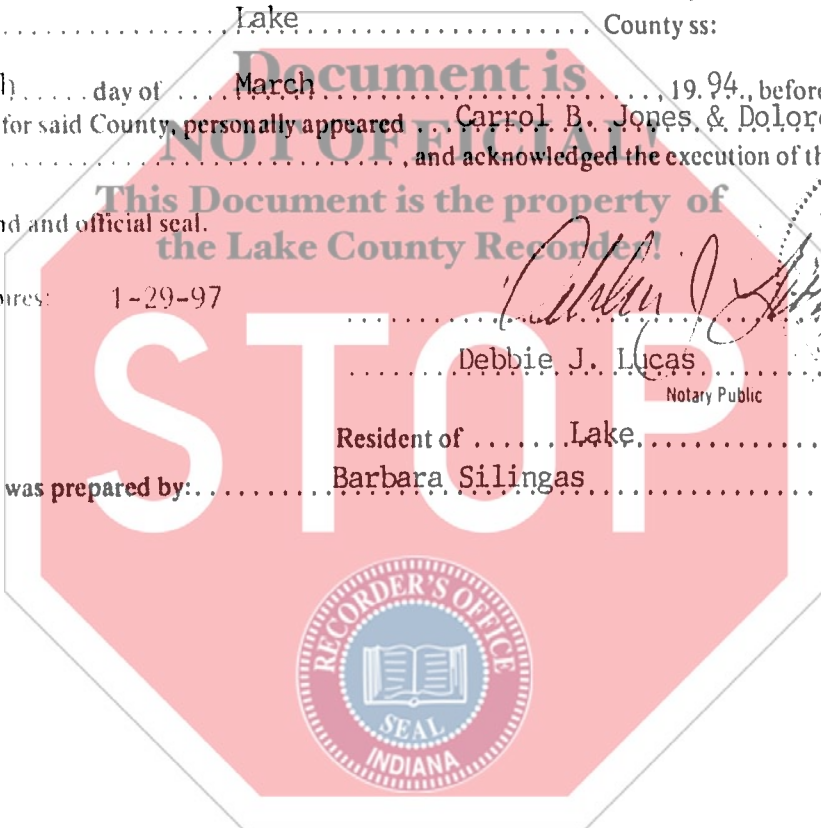 Lake County ss:
Document is
day of March, 19.94., before
for said County, personally appeared Carrol B. Jones & Dolor
NOT OFFICIAL!
and acknowledged the execution of th
This Document is the property of
nd and official seal.
the Lake County Recorder!
ires: 1-29-97
STOP
Debbie J. Lucas
Notary Public
Resident of Lake
was prepared by: Barbara Silingas
RECORDER'S OFFICE
SEAL
INDIANA